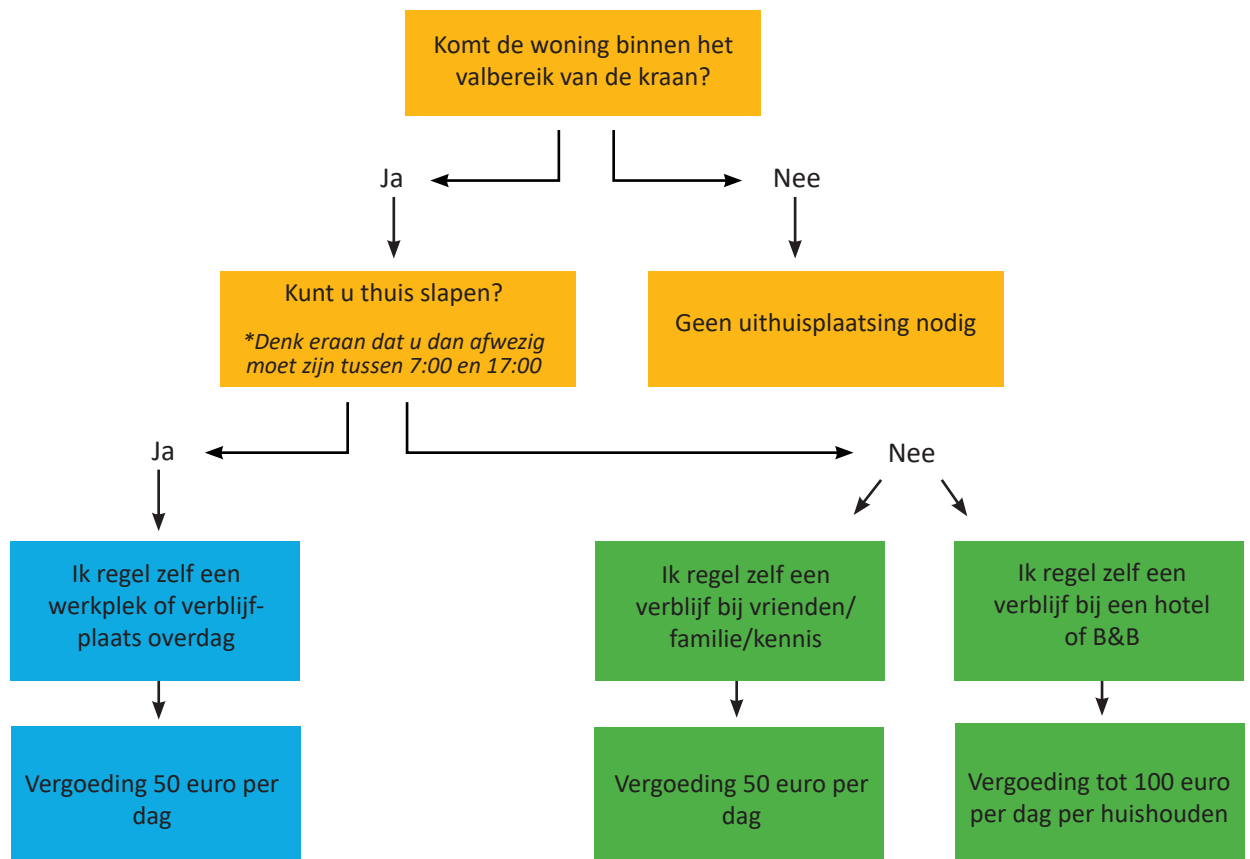 Komt de woning binnen het
valbereik van de kraan?
Ja
Nee
Kunt u thuis slapen?
*Denk eraan dat u dan afwezig
moet zijn tussen 7:00 en 17:00
Geen uithuisplaatsing nodig
Ja
Nee
Ik regel zelf een
werkplek of verblijf-
plaats overdag
Ik regel zelf een
verblijf bij vrienden/
familie/kennis
Ik regel zelf een
verblijf bij een hotel
of B&B
Vergoeding 50 euro per
dag
Vergoeding 50 euro per
dag
Vergoeding tot 100 euro
per dag per huishouden